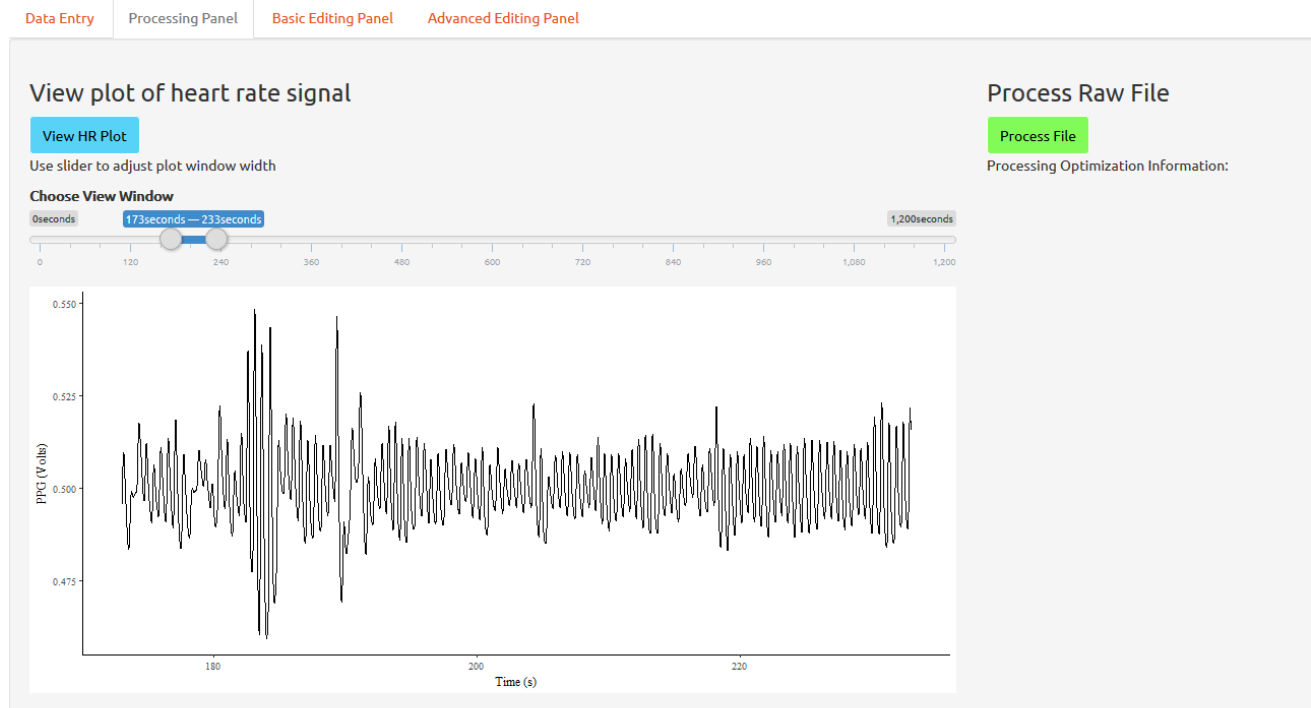 Data Entry Processing Panel Basic Editing Panel Advanced Editing Panel
View plot of heart rate signal
View HR Plot
Use slider to adjust plot window width
Choose View Window
0seconds 173seconds — 233seconds 1,200seconds
0 120 240 360 480 600 720 840 960 1,080 1,200
0.550
0.525
0.500
0.475
PPG (Volts)
180 200 220
Time (s)
Process Raw File
Process File
Processing Optimization Information: